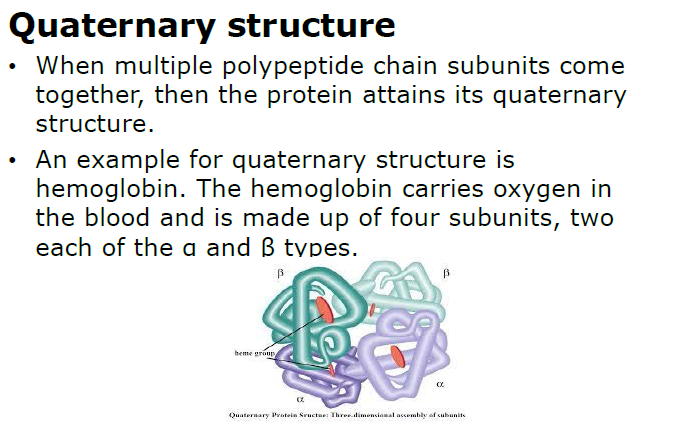 Quaternary structure
• When multiple polypeptide chain subunits come
together, then the protein attains its quaternary
structure.
• An example for quaternary structure is
hemoglobin. The hemoglobin carries oxygen in
the blood and is made up of four subunits, two
each of the α and β types.
β β
heme group
α
α
Quaternary Protein Sructue: Three-dimensional assembly of subunits